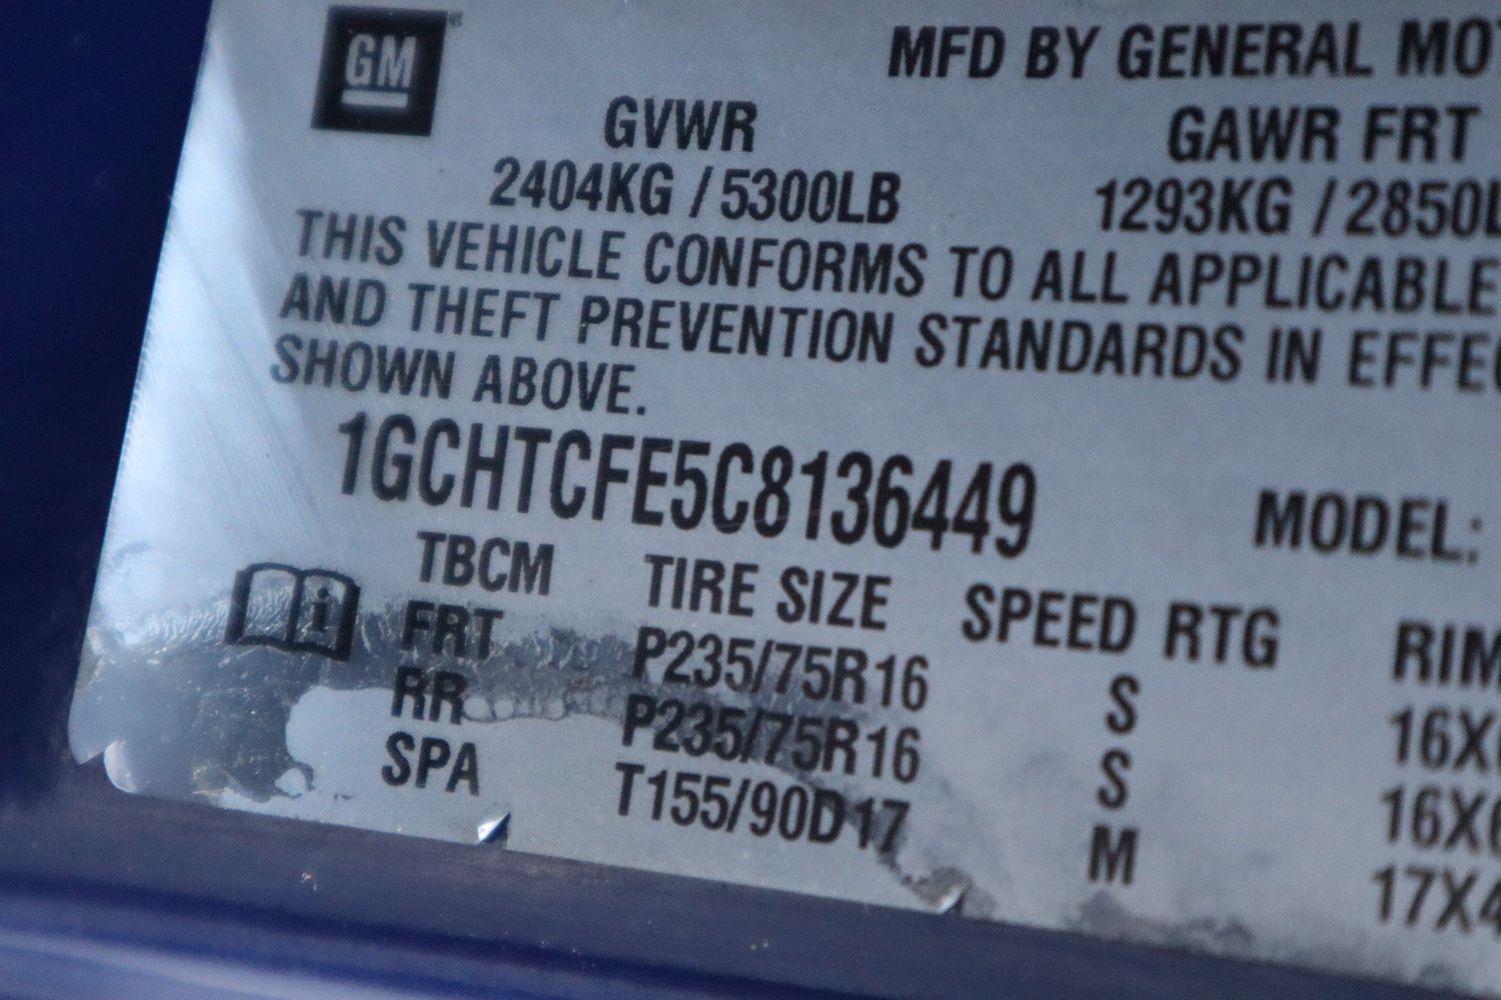 GM
MFD BY GENERAL MO
GVWR GAWR FRT
2404KG / 5300LB 1293KG / 2850L
THIS VEHICLE CONFORMS TO ALL APPLICABLE
AND THEFT PREVENTION STANDARDS IN EFFE
SHOWN ABOVE.
1GCHTCFE5C8136449 MODEL:
TBCM TIRE SIZE SPEED RTG RIM
FRT P235/75R16 S 16X
RR P235/75R16 S 16X
SPA T155/90D17 M 17X4